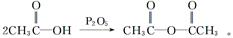 O O O
2CH₃C—OH —P₂O₅→ CH₃C—O—CCH₃ 。